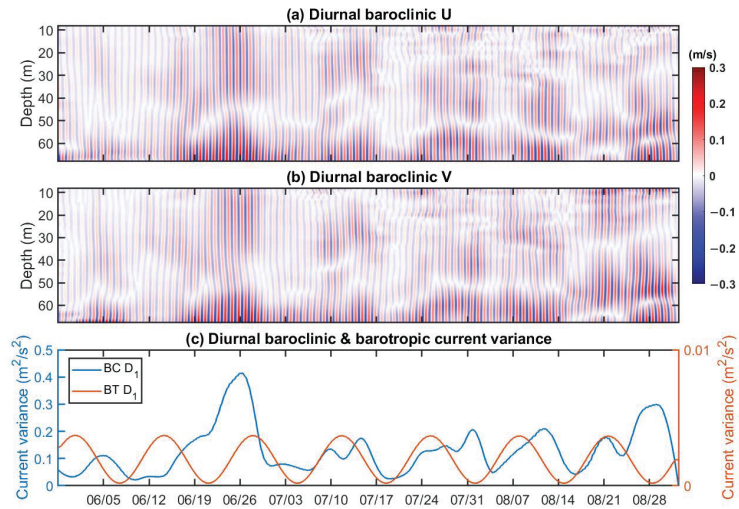 (a) Diurnal baroclinic U
10
20
30
40
50
60
Depth (m)
(m/s)
0.3
0.2
0.1
0
−0.1
−0.2
−0.3
(b) Diurnal baroclinic V
10
20
30
40
50
60
Depth (m)
(c) Diurnal baroclinic & barotropic current variance
0.5
0.4
0.3
0.2
0.1
0
Current variance (m²/s²)
BC D₁
BT D₁
0.01
0
Current variance (m²/s²)
06/05 06/12 06/19 06/26 07/03 07/10 07/17 07/24 07/31 08/07 08/14 08/21 08/28